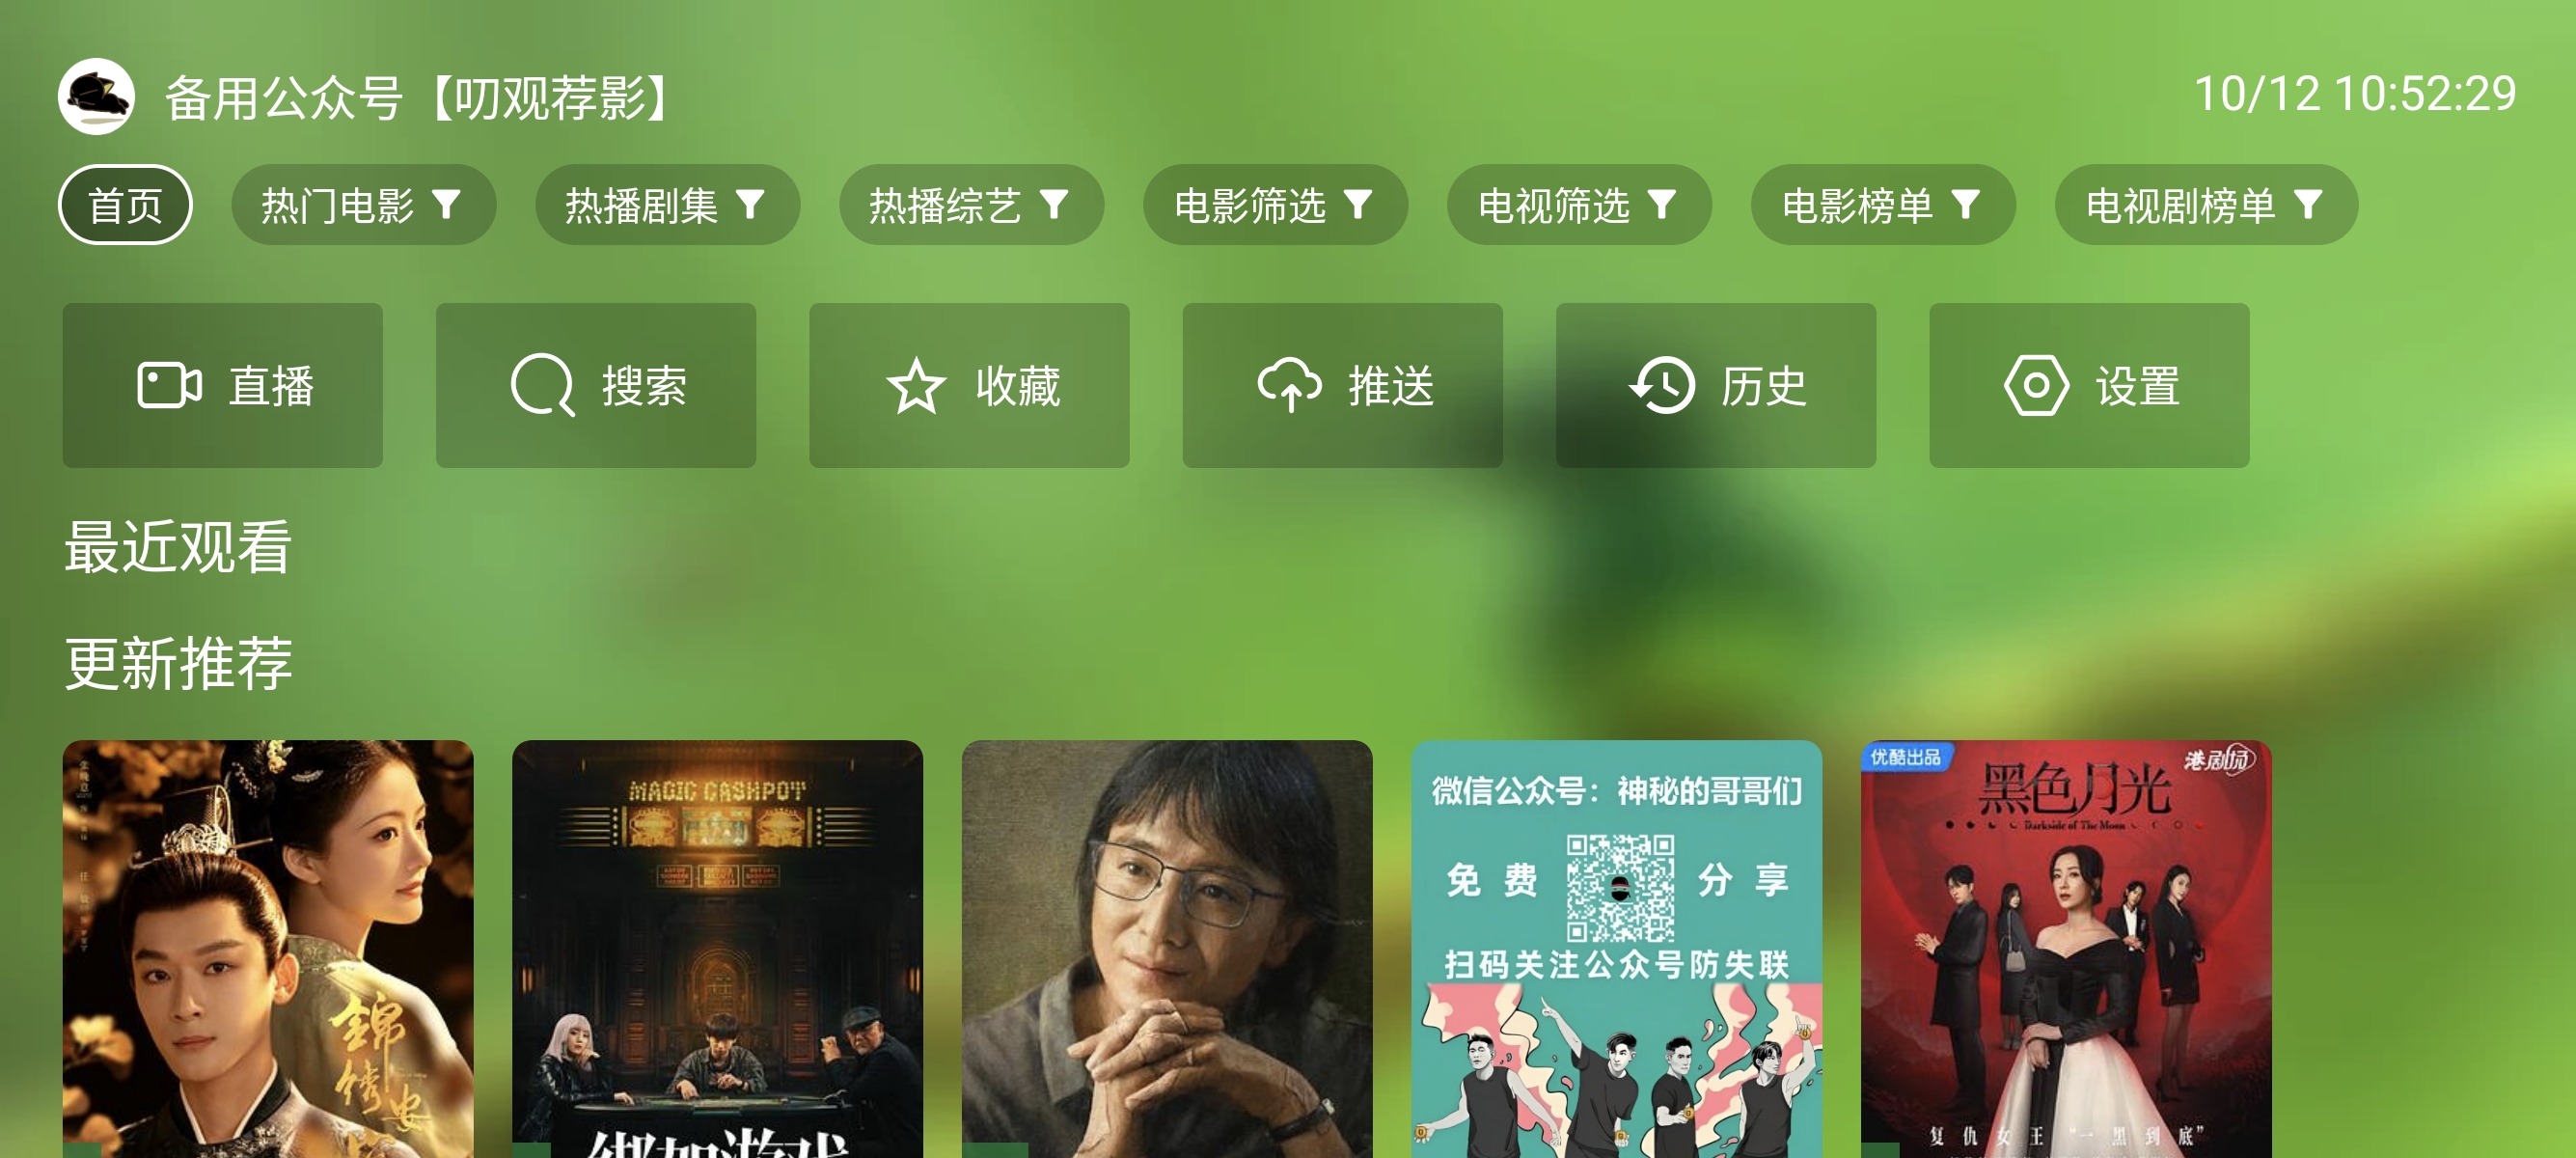 备用公众号【叨观荐影】
10/12 10:52:29
首页
热门电影
热播剧集
热播综艺
电影筛选
电视筛选
电影榜单
电视剧榜单
直播
搜索
收藏
推送
历史
设置
最近观看
更新推荐
錦绣安
MAGIC CASHPOT
绑架游戏
微信公众号：神秘的哥哥们
免费 分享
扫码关注公众号防失联
优酷出品
港剧场
黑色月光
Darkside of The Moon
复仇女王“一黑到底”